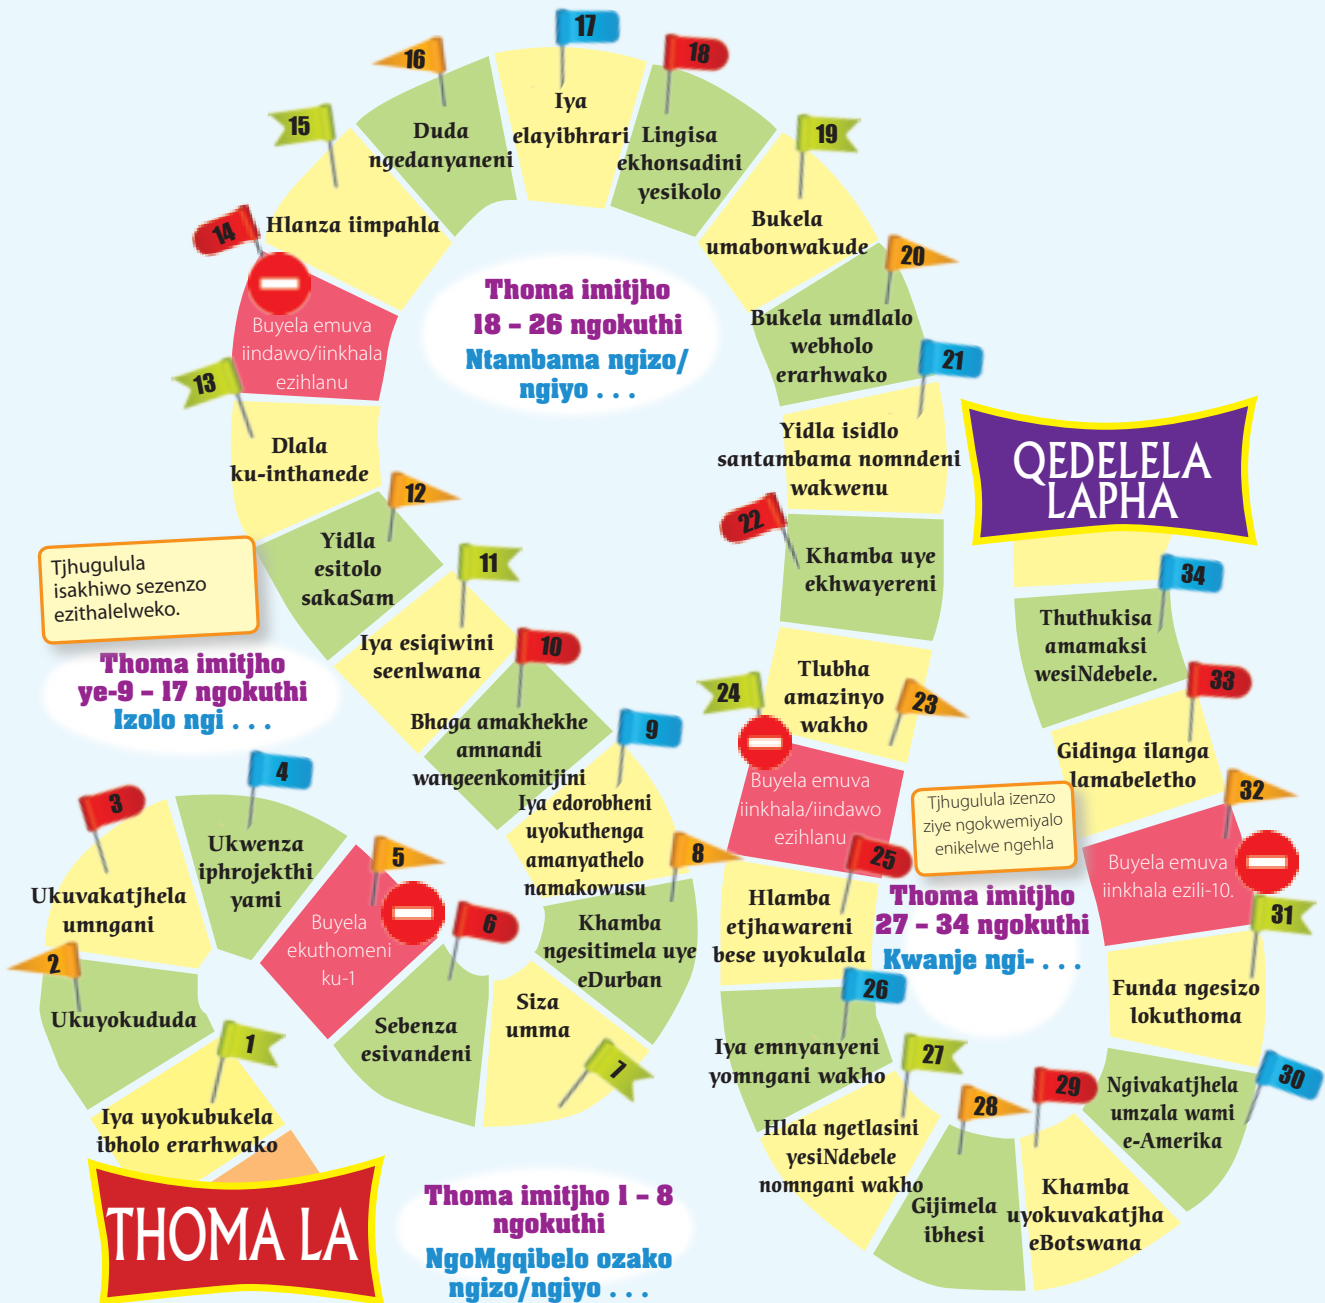 THOMA LA
1
Iya uyokubukela
ibholo erarhwako
2
Ukuyokududa
3
Ukuvakatjhela
umngani
4
Ukwenza
iphrojekthi
yami
5
Buyela
ekuthomeni
ku-1
6
Sebenza
esivandeni
7
Siza
umma
8
Khamba
ngesitimela uye
eDurban
Thoma imitjho 1 – 8
ngokuthi
NgoMgqibelo ozako
ngizo/ngiyo . . .
9
Iya edorobheni
uyokuthenga
amanyathelo
namakowusu
10
Bhaga amakhekhe
amnandi
wangeenkomitjini
11
Iya esiqiwini
seenlwana
12
Yidla
esitolo
sakaSam
13
Dlala
ku-inthanede
14
Buyela emuva
iindawo/iinkhala
ezihlanu
15
Hlanza iimpahla
16
Duda
ngedanyaneni
17
Iya
elayibhrari
Tjhugulula
isakhiwo sezenzo
ezithalelweko.
Thoma imitjho
ye-9 – 17 ngokuthi
Izolo ngi . . .
18
Lingisa
ekhonsadini
yesikolo
19
Bukela
umabonwakude
20
Bukela umdlalo
webholo
erarhwako
21
Yidla isidlo
santambama nomndeni
wakwenu
22
Khamba uye
ekhwayereni
23
Tlubha
amazinyo
wakho
24
Buyela emuva
iinkhala/iindawo
ezihlanu
25
Hlamba
etjhawareni
bese uyokulala
26
Iya emnyanyeni
yomngani wakho
Thoma imitjho
18 – 26 ngokuthi
Ntambama ngizo/
ngiyo . . .
27
Hlala ngetlasini
yesiNdebele
nomngani wakho
28
Gijimela
ibhesi
29
Khamba
uyokuvakatjha
eBotswana
30
Ngivakatjhela
umzala wami
e-Amerika
31
Funda ngesizo
lokuthoma
32
Buyela emuva
iinkhala ezili-10.
33
Gidinga ilanga
lamabeletho
34
Thuthukisa
amamaksi
wesiNdebele.
Tjhugulula izenzo
ziye ngokwemiyalo
enikelwe ngehla
Thoma imitjho
27 – 34 ngokuthi
Kwanje ngi- . . .
QEDELELA
LAPHA